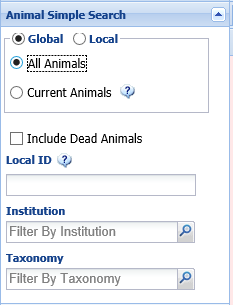 Animal Simple Search
Global Local
All Animals
Current Animals ?
Include Dead Animals
Local ID ?
Institution
Filter By Institution
Taxonomy
Filter By Taxonomy